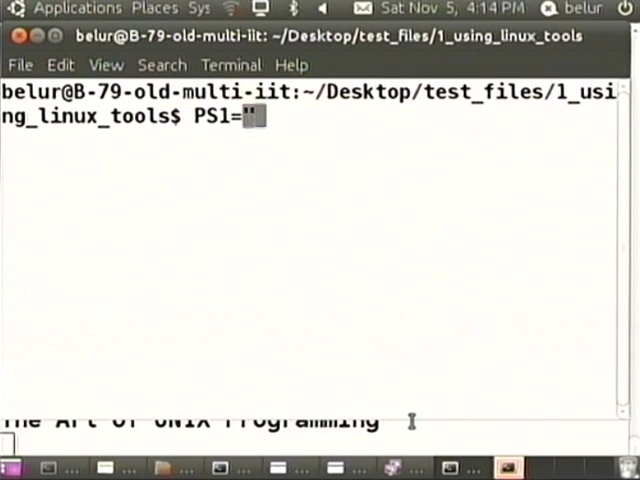 Applications Places Sys Sat Nov 5, 4:14 PM belur
belur@B-79-old-multi-iit: ~/Desktop/test_files/1_using_linux_tools
File Edit View Search Terminal Help
belur@B-79-old-multi-iit:~/Desktop/test_files/1_usi
ng_linux_tools$ PS1="
The Art Of UNIX Programming
... ... ... ... ... ... ... ...